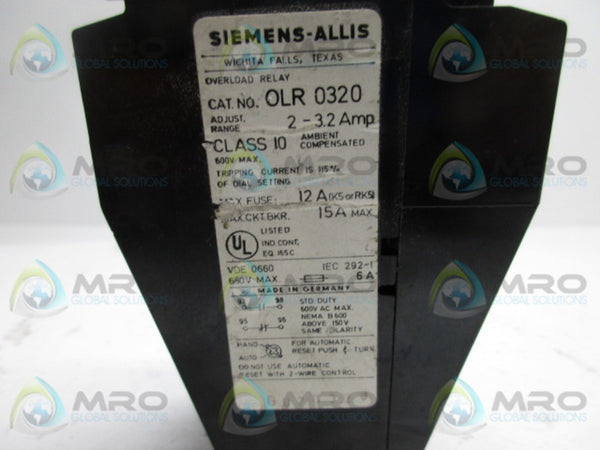 SIEMENS-ALLIS
WICHITA FALLS, TEXAS
OVERLOAD RELAY
CAT. NO. OLR 0320
ADJUST. RANGE 2 - 3.2 Amp
CLASS 10 AMBIENT COMPENSATED
600V MAX.
TRIPPING CURRENT IS 115%
OF DIAL SETTING
MAX FUSE: 12 A (K5 or RK5)
MAX.CKT.BKR. 15 A MAX.
UL LISTED
IND. CONT.
EQ. 165C
VDE 0660 IEC 292-1
660V MAX 6 A
MADE IN GERMANY
97 98 STD. DUTY
600V AC MAX.
NEMA B600
95 96 ABOVE 150V
SAME POLARITY
HAND FOR AUTOMATIC
AUTO RESET PUSH & TURN
DO NOT USE AUTOMATIC
RESET WITH 2-WIRE CONTROL
MRO
GLOBAL SOLUTIONS